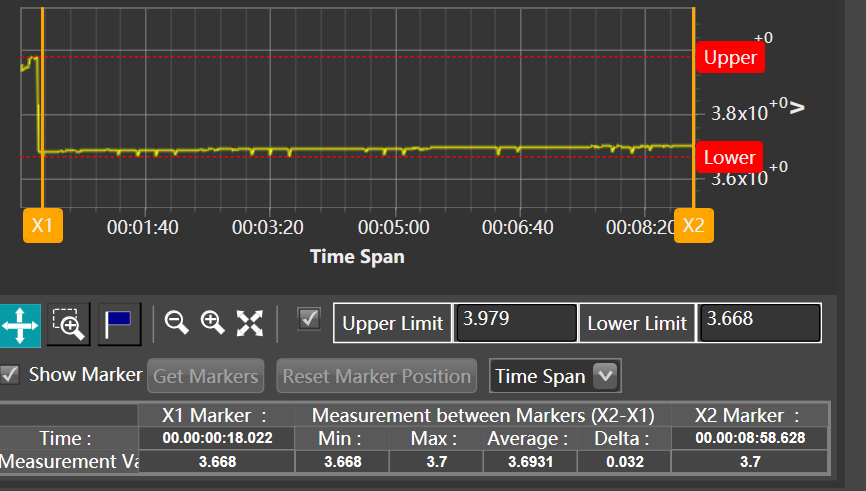 +0
Upper
3.8x10+0
>
Lower
3.6x10+0
X1
00:01:40
00:03:20
00:05:00
00:06:40
00:08:20
X2
Time Span
Upper Limit
3.979
Lower Limit
3.668
Show Marker
Get Markers
Reset Marker Position
Time Span
X1 Marker :
Measurement between Markers (X2-X1)
X2 Marker :
Time :
00.00:00:18.022
Min :
Max :
Average :
Delta :
00.00:08:58.628
Measurement Va
3.668
3.668
3.7
3.6931
0.032
3.7